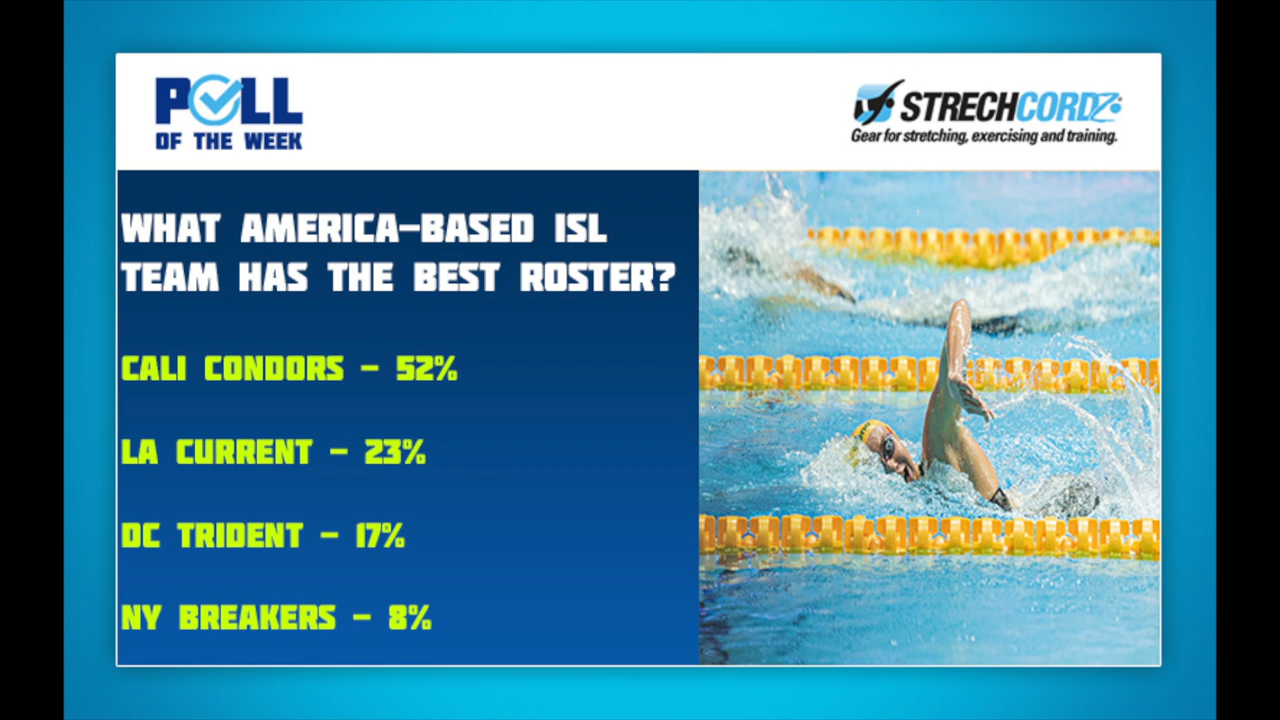 POLL
OF THE WEEK
STRECHCORDZ
Gear for stretching, exercising and training.
WHAT AMERICA-BASED ISL
TEAM HAS THE BEST ROSTER?
CALI CONDORS - 52%
LA CURRENT - 23%
DC TRIDENT - 17%
NY BREAKERS - 8%